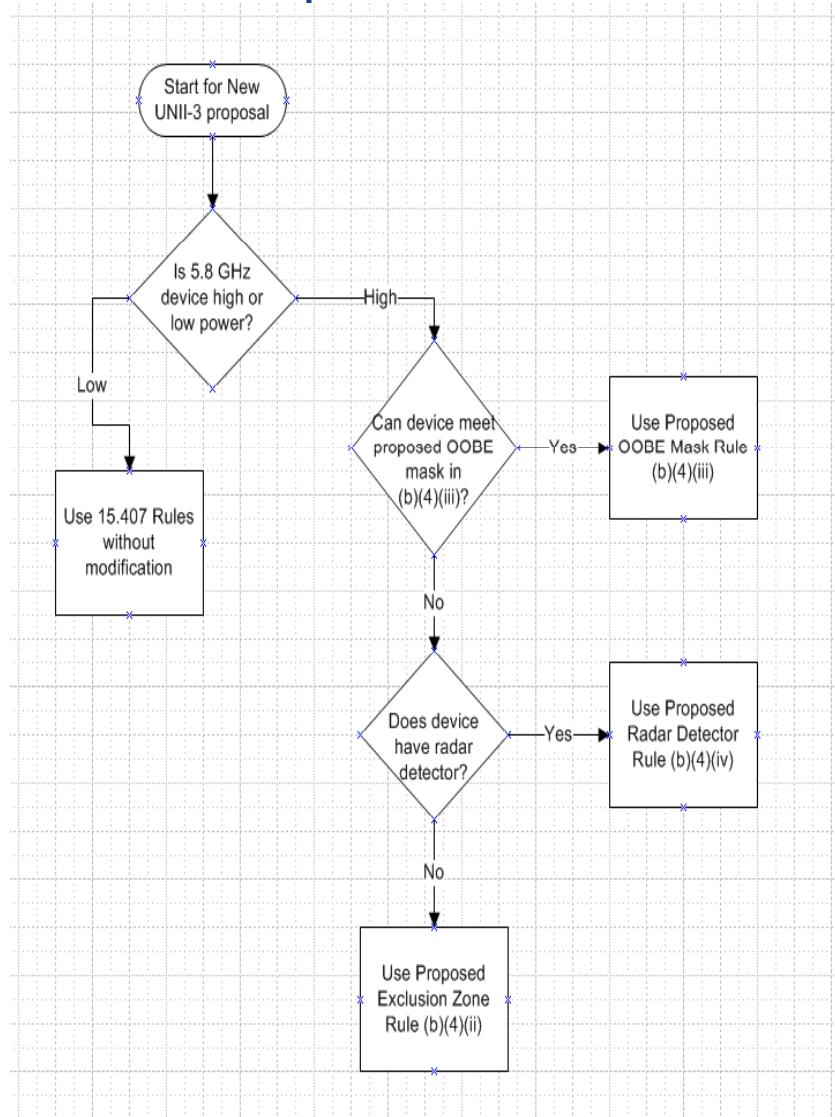 Start for New
UNII-3 proposal
Is 5.8 GHz
device high or
low power?
High
Low
Can device meet
proposed OOBE
mask in
(b)(4)(iii)?
Yes
Use Proposed
OOBE Mask Rule
(b)(4)(iii)
Use 15.407 Rules
without
modification
No
Does device
have radar
detector?
Yes
Use Proposed
Radar Detector
Rule (b)(4)(iv)
No
Use Proposed
Exclusion Zone
Rule (b)(4)(ii)